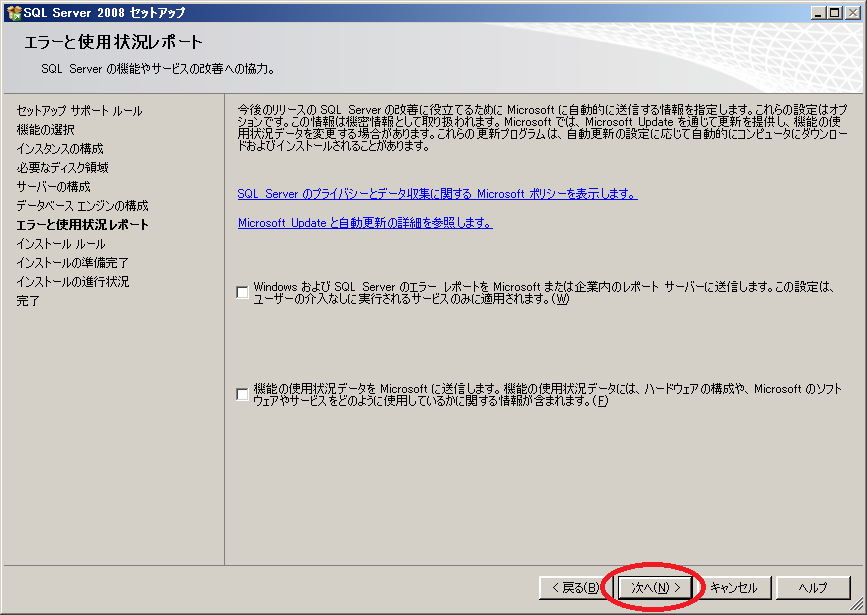 SQL Server 2008 セットアップ
エラーと使用状況レポート
SQL Server の機能やサービスの改善への協力。
セットアップ サポート ルール
機能の選択
インスタンスの構成
必要なディスク領域
サーバーの構成
データベース エンジンの構成
エラーと使用状況レポート
インストール ルール
インストールの準備完了
インストールの進行状況
完了
今後のリリースの SQL Server の改善に役立てるために Microsoft に自動的に送信する情報を指定します。これらの設定はオプ
ションです。この情報は機密情報として取り扱われます。Microsoft では、Microsoft Update を通じて更新を提供し、機能の使
用状況データを変更する場合があります。これらの更新プログラムは、自動更新の設定に応じて自動的にコンピュータにダウンロー
ドおよびインストールされることがあります。
SQL Server のプライバシーとデータ収集に関する Microsoft ポリシーを表示します。
Microsoft Update と自動更新の詳細を参照します。
Windows および SQL Server のエラー レポートを Microsoft または企業内のレポート サーバーに送信します。この設定は、
ユーザーの介入なしに実行されるサービスのみに適用されます。(W)
機能の使用状況データを Microsoft に送信します。機能の使用状況データには、ハードウェアの構成や、Microsoft のソフト
ウェアやサービスをどのように使用しているかに関する情報が含まれます。(F)
< 戻る(B)
次へ(N) >
キャンセル
ヘルプ